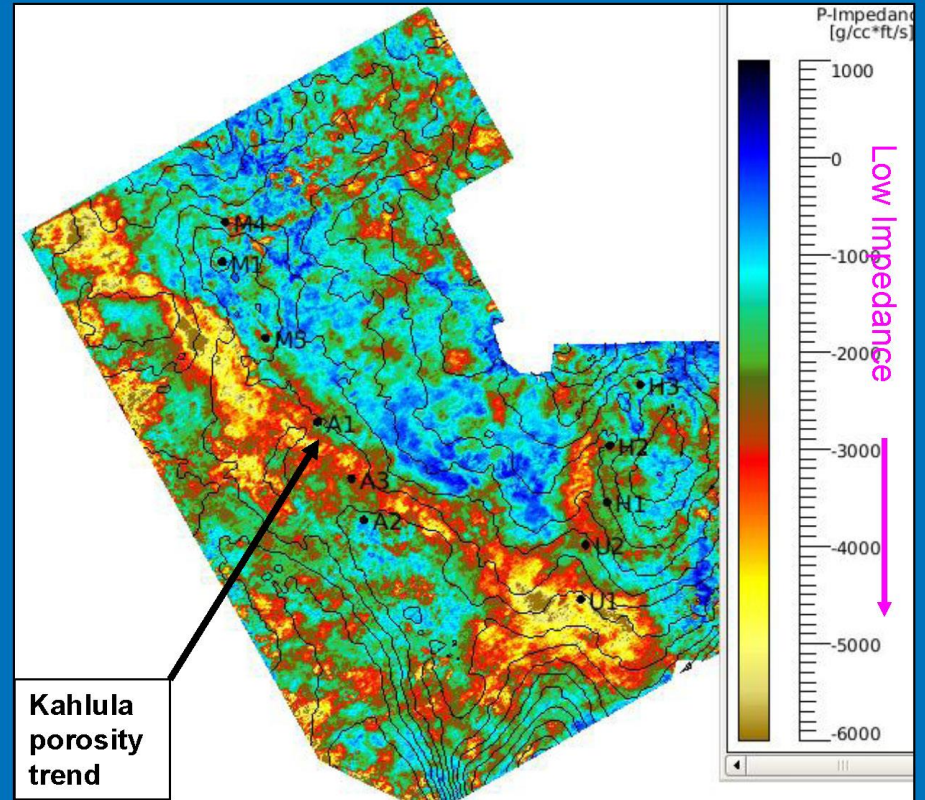 P-Impedanc
[g/cc*ft/s]
1000
0
-1000
-2000
-3000
-4000
-5000
-6000
Low Impedance
M4
M1
M5
A1
A3
A2
H3
H2
H1
U2
U1
Kahlula
porosity
trend